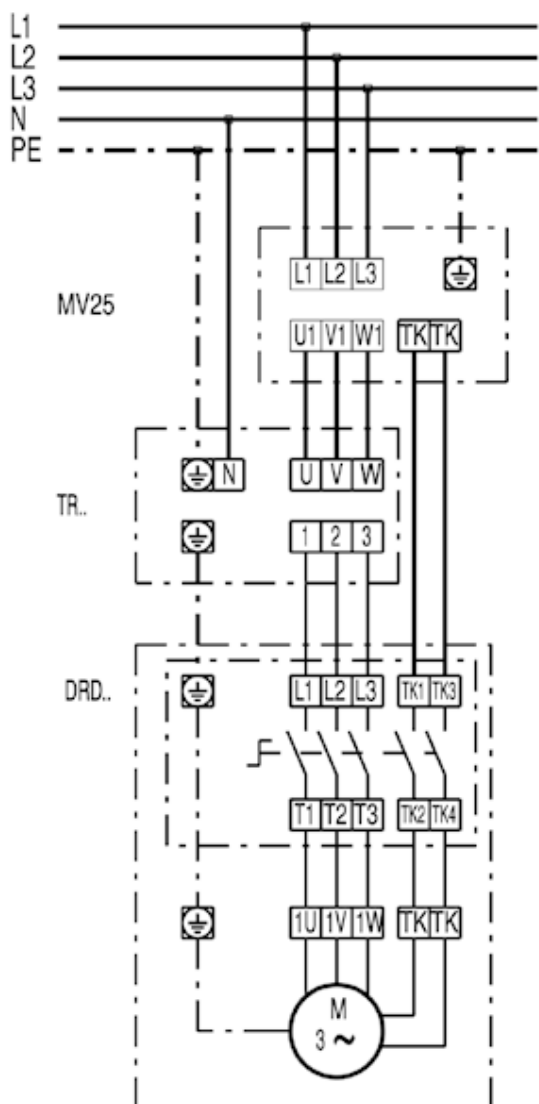 L1
L2
L3
N
PE
L1 L2 L3
MV25
U1 V1 W1 TK TK
N U V W
TR..
1 2 3
DRD..
L1 L2 L3 TK1 TK3
T1 T2 T3 TK2 TK4
1U 1V 1W TK TK
M
3 ~